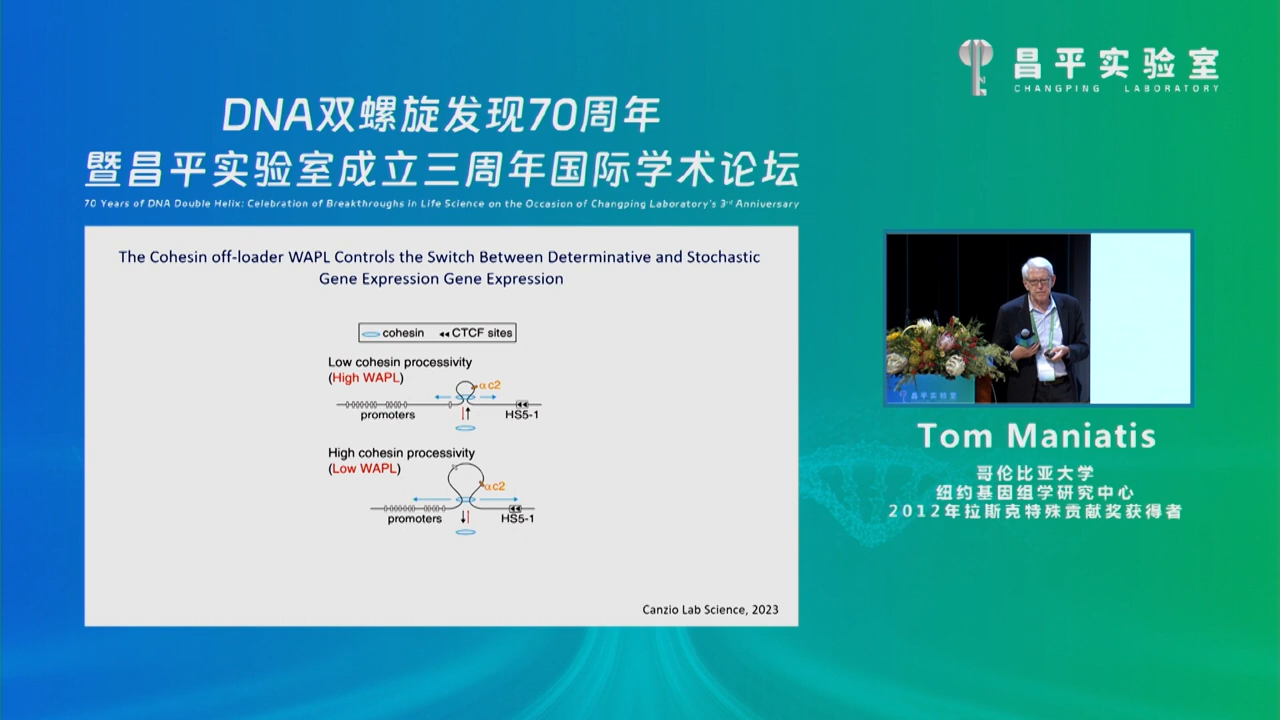 昌平实验室
CHANGPING LABORATORY
DNA双螺旋发现70周年
暨昌平实验室成立三周年国际学术论坛
70 Years of DNA Double Helix: Celebration of Breakthroughs in Life Science on the Occasion of Changping Laboratory's 3rd Anniversary
The Cohesin off-loader WAPL Controls the Switch Between Determinative and Stochastic
Gene Expression Gene Expression
cohesin CTCF sites
Low cohesin processivity
(High WAPL)
αc2
promoters HS5-1
High cohesin processivity
(Low WAPL)
αc2
promoters HS5-1
Canzio Lab Science, 2023
昌平实验室
Tom Maniatis
哥伦比亚大学
纽约基因组学研究中心
2012年拉斯克特殊贡献奖获得者